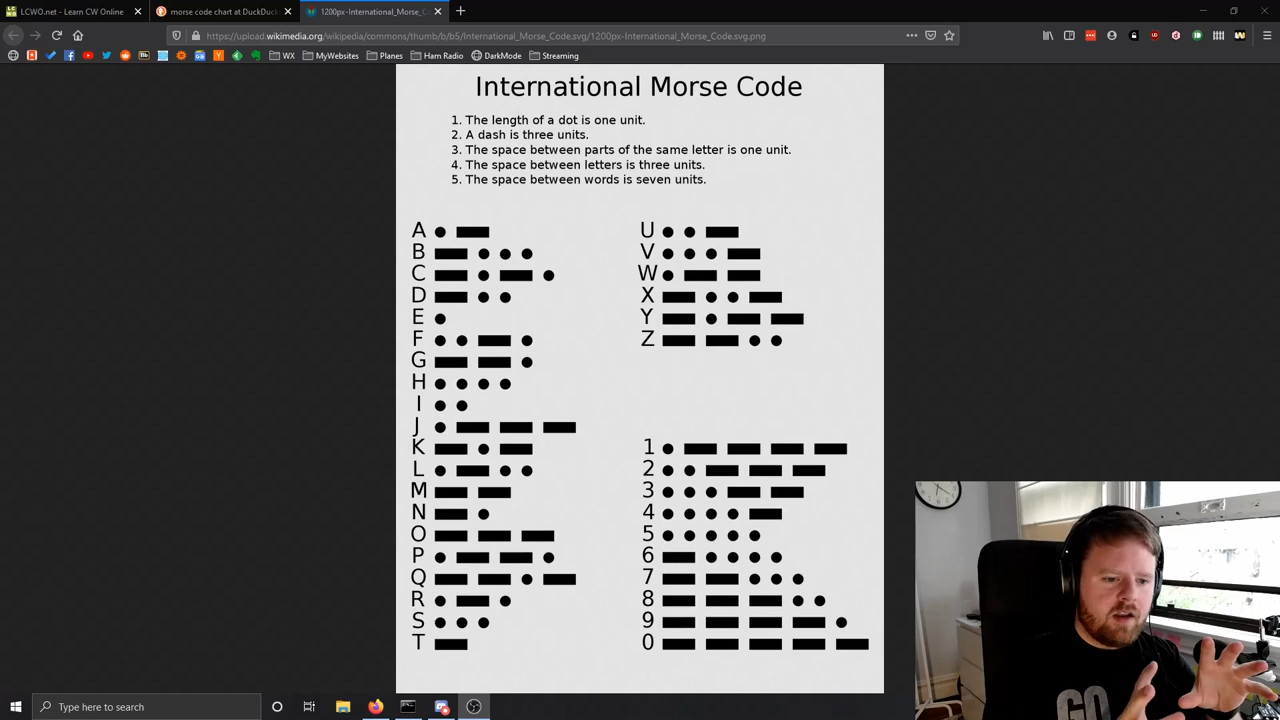 LCWO.net - Learn CW Online
morse code chart at DuckDuck
1200px-International_Morse_C
https://upload.wikimedia.org/wikipedia/commons/thumb/b/b5/International_Morse_Code.svg/1200px-International_Morse_Code.svg.png
WX
MyWebsites
Planes
Ham Radio
DarkMode
Streaming
International Morse Code
1. The length of a dot is one unit.
2. A dash is three units.
3. The space between parts of the same letter is one unit.
4. The space between letters is three units.
5. The space between words is seven units.
A
B
C
D
E
F
G
H
I
J
K
L
M
N
O
P
Q
R
S
T
U
V
W
X
Y
Z
1
2
3
4
5
6
7
8
9
0
GO
Type here to search